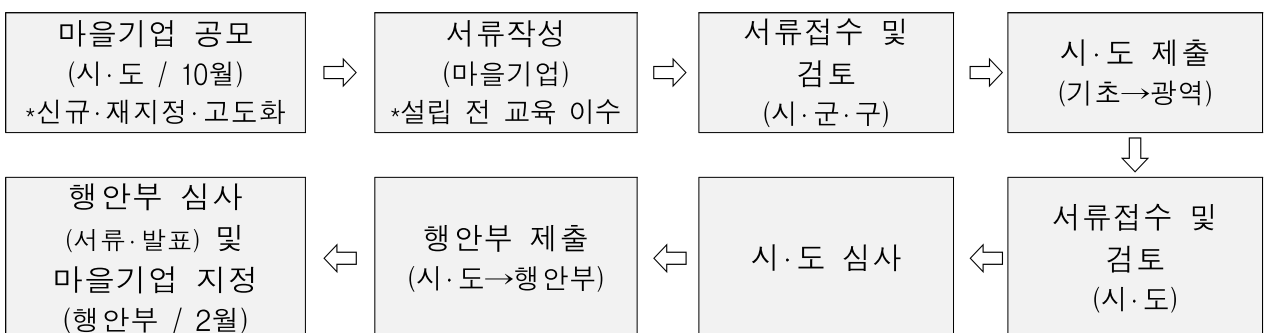 마을기업 공모
(시·도 / 10월)
*신규·재지정·고도화
서류작성
(마을기업)
*설립 전 교육 이수
서류접수 및
검토
(시·군·구)
시·도 제출
(기초→광역)
서류접수 및
검토
(시·도)
시·도 심사
행안부 제출
(시·도→행안부)
행안부 심사
(서류·발표) 및
마을기업 지정
(행안부 / 2월)